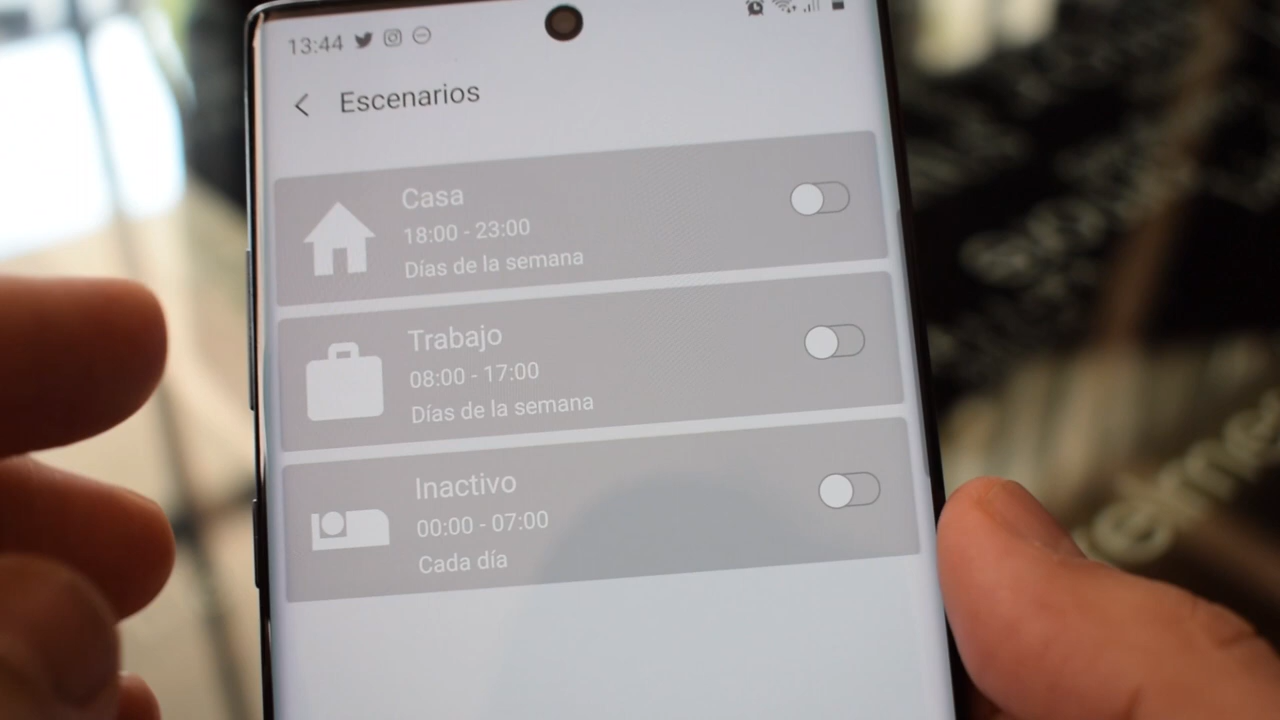 13:44
Escenarios
Casa
18:00 - 23:00
Días de la semana
Trabajo
08:00 - 17:00
Días de la semana
Inactivo
00:00 - 07:00
Cada día